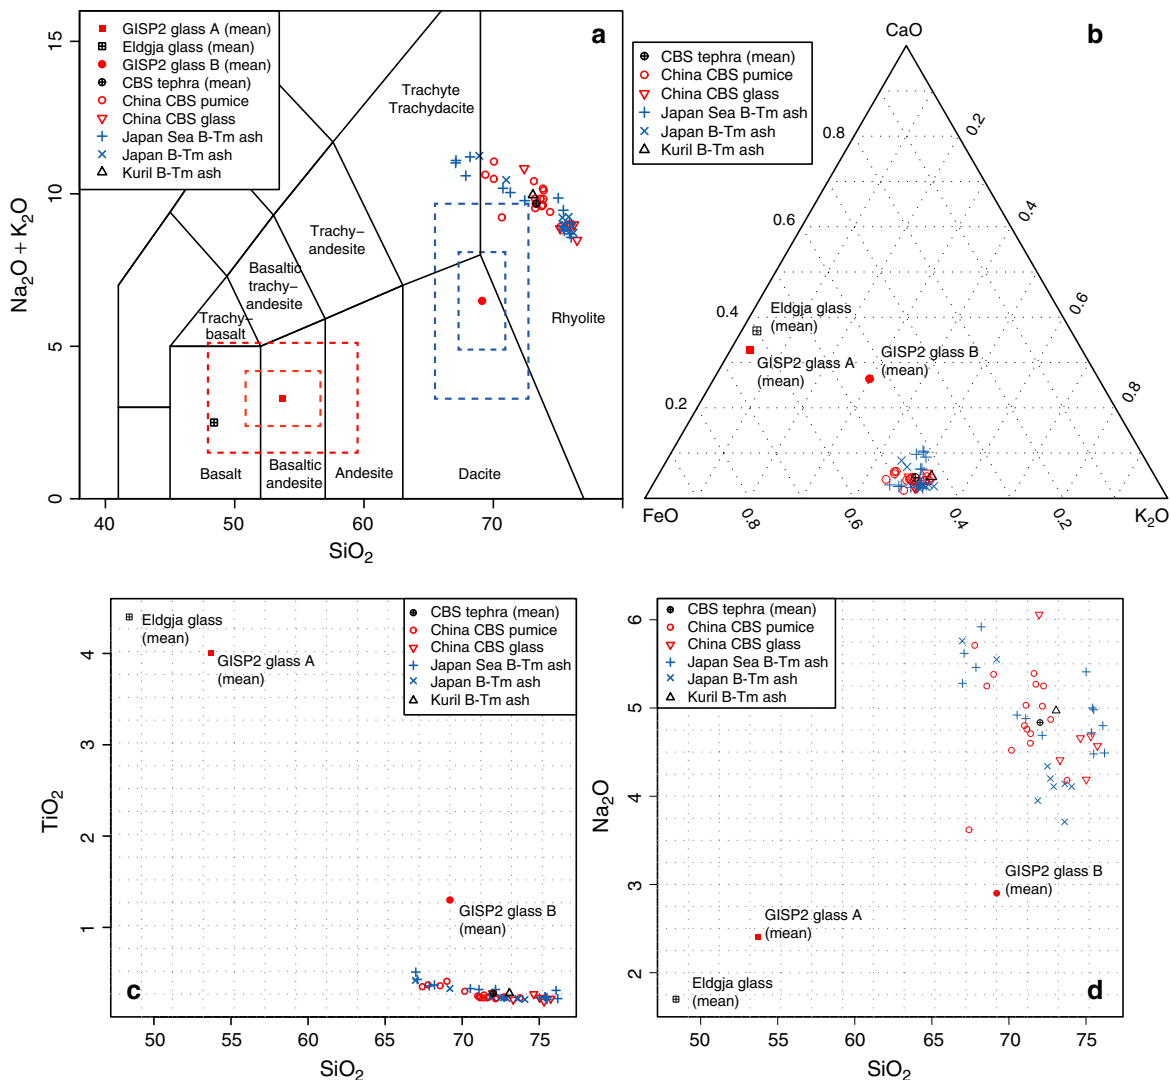 a
GISP2 glass A (mean)
Eldgja glass (mean)
GISP2 glass B (mean)
CBS tephra (mean)
China CBS pumice
China CBS glass
Japan Sea B-Tm ash
Japan B-Tm ash
Kuril B-Tm ash
Trachyte
Trachydacite
Trachy–
andesite
Basaltic
trachy–
andesite
Trachy–
basalt
Rhyolite
Basalt
Basaltic
andesite
Andesite
Dacite
15
10
5
0
40
50
60
70
Na₂O + K₂O
SiO₂
b
CaO
CBS tephra (mean)
China CBS pumice
China CBS glass
Japan Sea B-Tm ash
Japan B-Tm ash
Kuril B-Tm ash
0.8
0.6
0.4
0.2
0.2
0.4
0.6
0.8
Eldgja glass
(mean)
GISP2 glass A
(mean)
GISP2 glass B
(mean)
FeO
K₂O
0.8
0.6
0.4
0.2
c
Eldgja glass
(mean)
GISP2 glass A
(mean)
CBS tephra (mean)
China CBS pumice
China CBS glass
Japan Sea B-Tm ash
Japan B-Tm ash
Kuril B-Tm ash
GISP2 glass B
(mean)
4
3
2
1
50
55
60
65
70
75
TiO₂
SiO₂
d
CBS tephra (mean)
China CBS pumice
China CBS glass
Japan Sea B-Tm ash
Japan B-Tm ash
Kuril B-Tm ash
GISP2 glass B
(mean)
GISP2 glass A
(mean)
Eldgja glass
(mean)
6
5
4
3
2
50
55
60
65
70
75
Na₂O
SiO₂